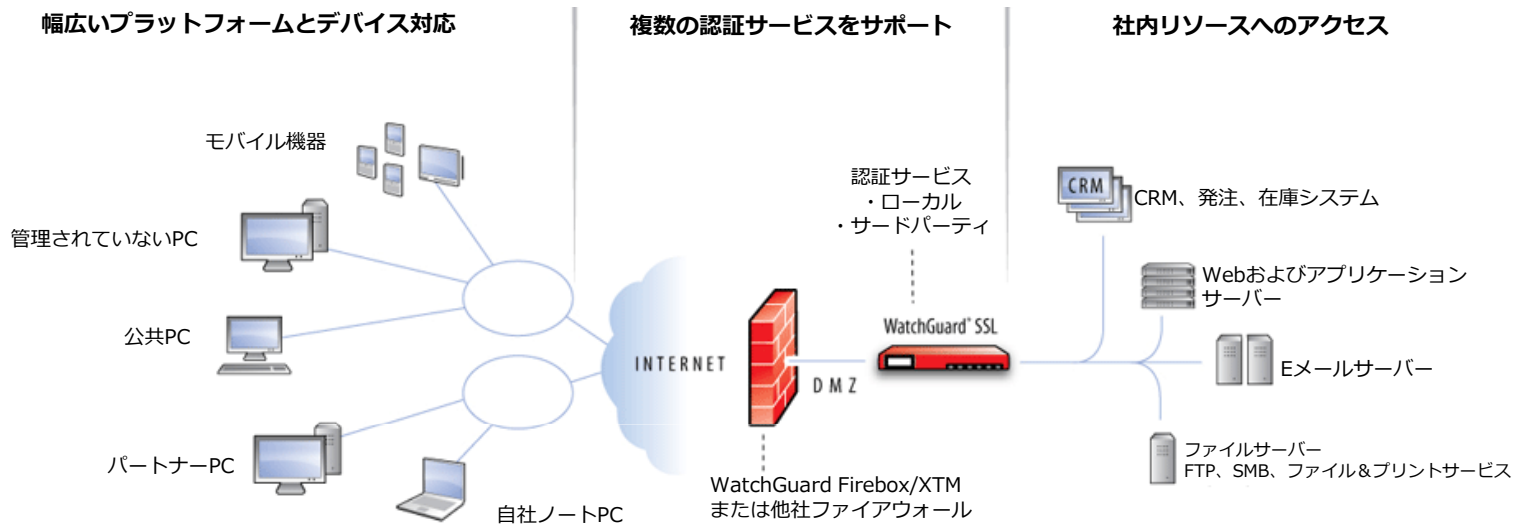 幅広いプラットフォームとデバイス対応
複数の認証サービスをサポート
社内リソースへのアクセス
モバイル機器
管理されていないPC
公共PC
パートナーPC
自社ノートPC
INTERNET
DMZ
WatchGuard Firebox/XTM
または他社ファイアウォール
認証サービス
・ローカル
・サードパーティ
WatchGuard® SSL
CRM
CRM、発注、在庫システム
Webおよびアプリケーション
サーバー
Eメールサーバー
ファイルサーバー
FTP、SMB、ファイル&プリントサービス